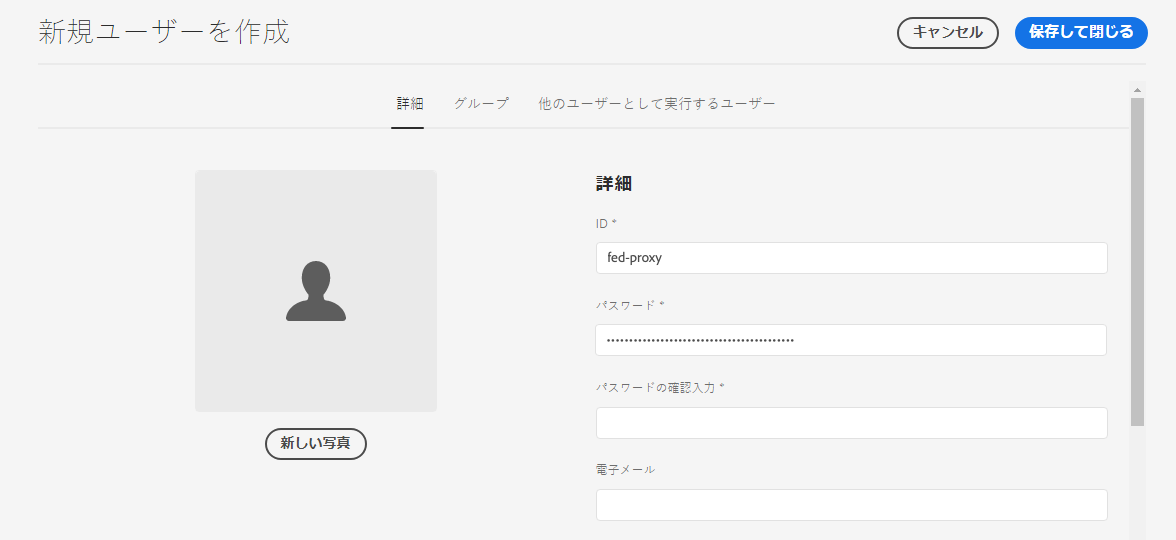 新規ユーザーを作成
キャンセル
保存して閉じる
詳細
グループ
他のユーザーとして実行するユーザー
詳細
ID *
fed-proxy
パスワード *
パスワードの確認入力 *
電子メール
新しい写真